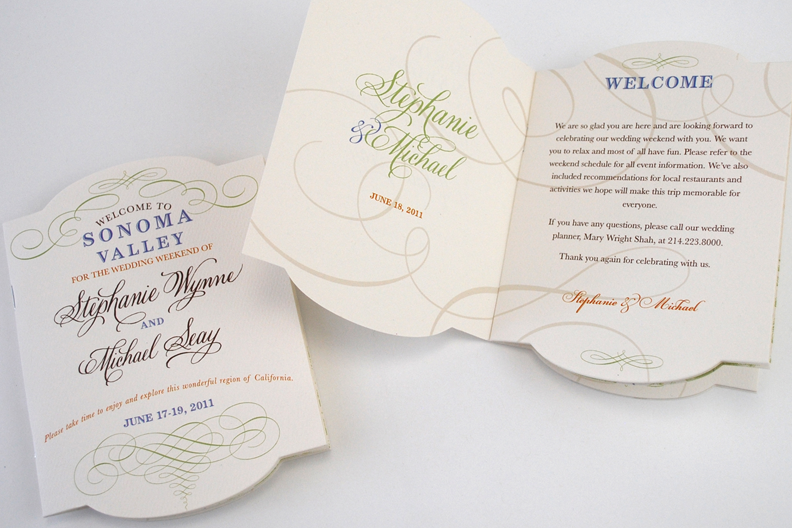 WELCOME TO
SONOMA
VALLEY
FOR THE WEDDING WEEKEND OF
Stephanie Wynne
AND
Michael Seay
Please take time to enjoy and explore this wonderful region of California.
JUNE 17-19, 2011
Stephanie
& Michael
JUNE 18, 2011
WELCOME
We are so glad you are here and are looking forward to
celebrating our wedding weekend with you. We want
you to relax and most of all have fun. Please refer to the
weekend schedule for all event information. We've also
included recommendations for local restaurants and
activities we hope will make this trip memorable for
everyone.
If you have any questions, please call our wedding
planner, Mary Wright Shah, at 214.223.8000.
Thank you again for celebrating with us.
Stephanie & Michael